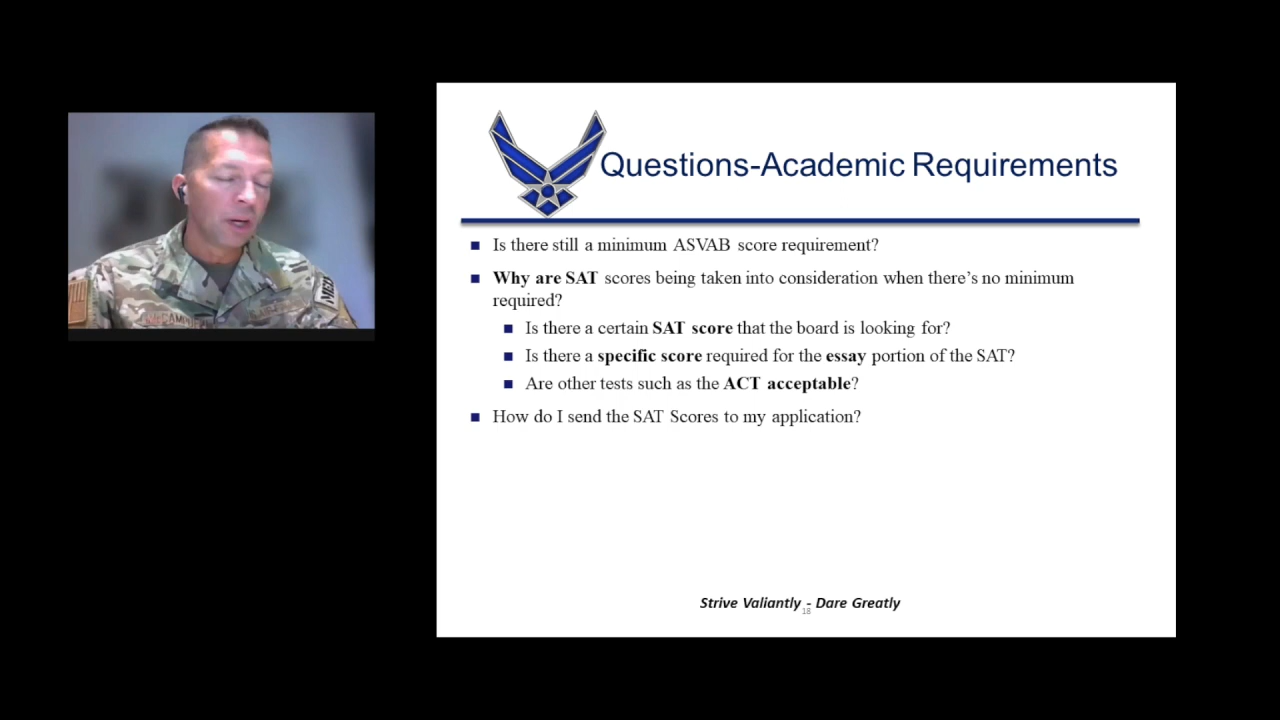 Questions-Academic Requirements
■ Is there still a minimum ASVAB score requirement?
■ Why are SAT scores being taken into consideration when there's no minimum
required?
■ Is there a certain SAT score that the board is looking for?
■ Is there a specific score required for the essay portion of the SAT?
■ Are other tests such as the ACT acceptable?
■ How do I send the SAT Scores to my application?
Strive Valiantly - Dare Greatly
18